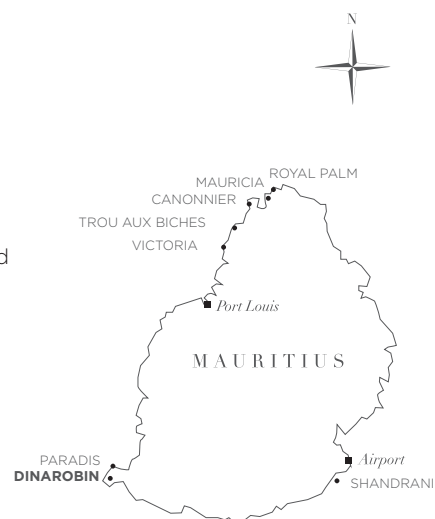 N
ROYAL PALM
MAURICIA
CANONNIER
TROU AUX BICHES
VICTORIA
d
Port Louis
MAURITIUS
PARADIS
Airport
DINAROBIN
SHANDRANI